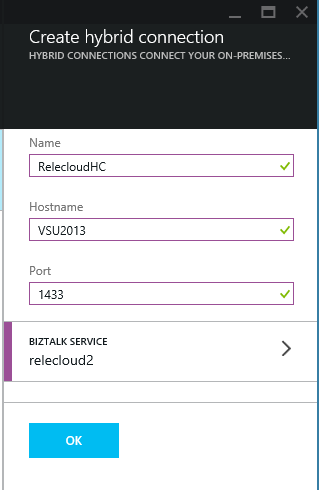 Create hybrid connection
HYBRID CONNECTIONS CONNECT YOUR ON-PREMISES...
Name
RelecloudHC
Hostname
VSU2013
Port
1433
BIZTALK SERVICE
relecloud2
OK